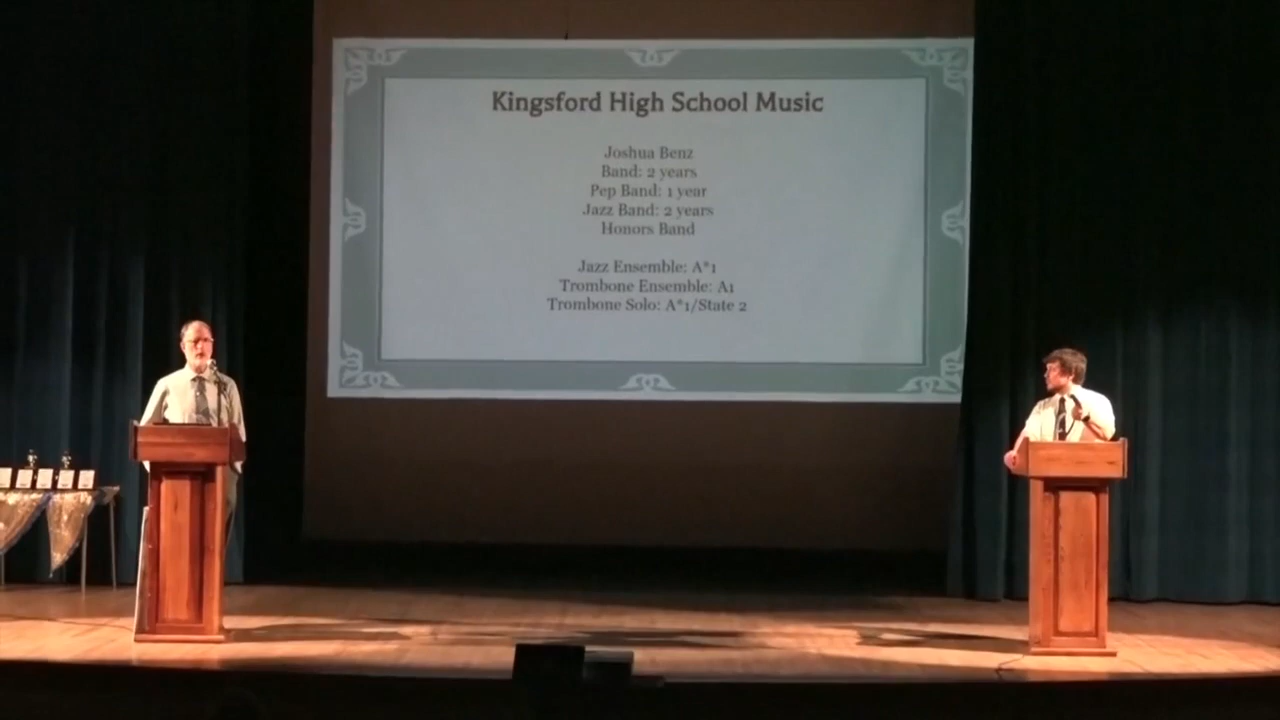 Kingsford High School Music
Joshua Benz
Band: 2 years
Pep Band: 1 year
Jazz Band: 2 years
Honors Band
Jazz Ensemble: A*1
Trombone Ensemble: A1
Trombone Solo: A*1/State 2